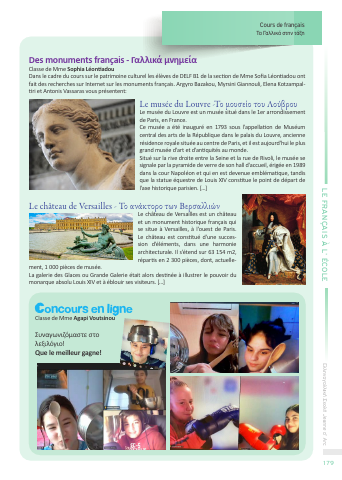 Cours de français
Τα Γαλλικά στην τάξη
Des monuments français - Γαλλικά μνημεία
Classe de Mme Sophia Léontiadou
Dans le cadre du cours sur le patrimoine culturel les élèves de DELF B1 de la section de Mme Sofia Léontiadou ont
fait des recherches sur Internet sur les monuments français. Argyro Bazakou, Myrsini Giannouli, Elena Kotzampal-
tiri et Antonis Vassaras vous présentent:
Le musée du Louvre -Το μουσείο του Λούβρου
Le musée du Louvre est un musée situé dans le 1er arrondissement
de Paris, en France.
Ce musée a été inauguré en 1793 sous l'appellation de Muséum
central des arts de la République dans le palais du Louvre, ancienne
résidence royale située au centre de Paris, et il est aujourd'hui le plus
grand musée d'art et d'antiquité au monde.
Situé sur la rive droite entre la Seine et la rue de Rivoli, le musée se
signale par la pyramide de verre de son hall d'accueil, érigée en 1989
dans la cour Napoléon et qui en est devenue emblématique, tandis
que la statue équestre de Louis XIV constitue le point de départ de
l'axe historique parisien. [...]
Le château de Versailles - Το ανάκτορο των Βερσαλλιών
Le château de Versailles est un château
et un monument historique français qui
se situe à Versailles, à l'ouest de Paris.
Le château est constitué d'une succes-
sion d'éléments, dans une harmonie
architecturale. Il s'étend sur 63 154 m2,
répartis en 2 300 pièces, dont, actuelle-
ment, 1 000 pièces de musée.
La galerie des Glaces ou Grande Galerie était alors destinée à illustrer le pouvoir du
monarque absolu Louis XIV et à éblouir ses visiteurs. [...]
Concours en ligne
Classe de Mme Agapi Voutsinou
Συναγωνιζόμαστε στο
λεξιλόγιο!
Que le meilleur gagne!
LE FRANÇAIS À L' ÉCOLE
179